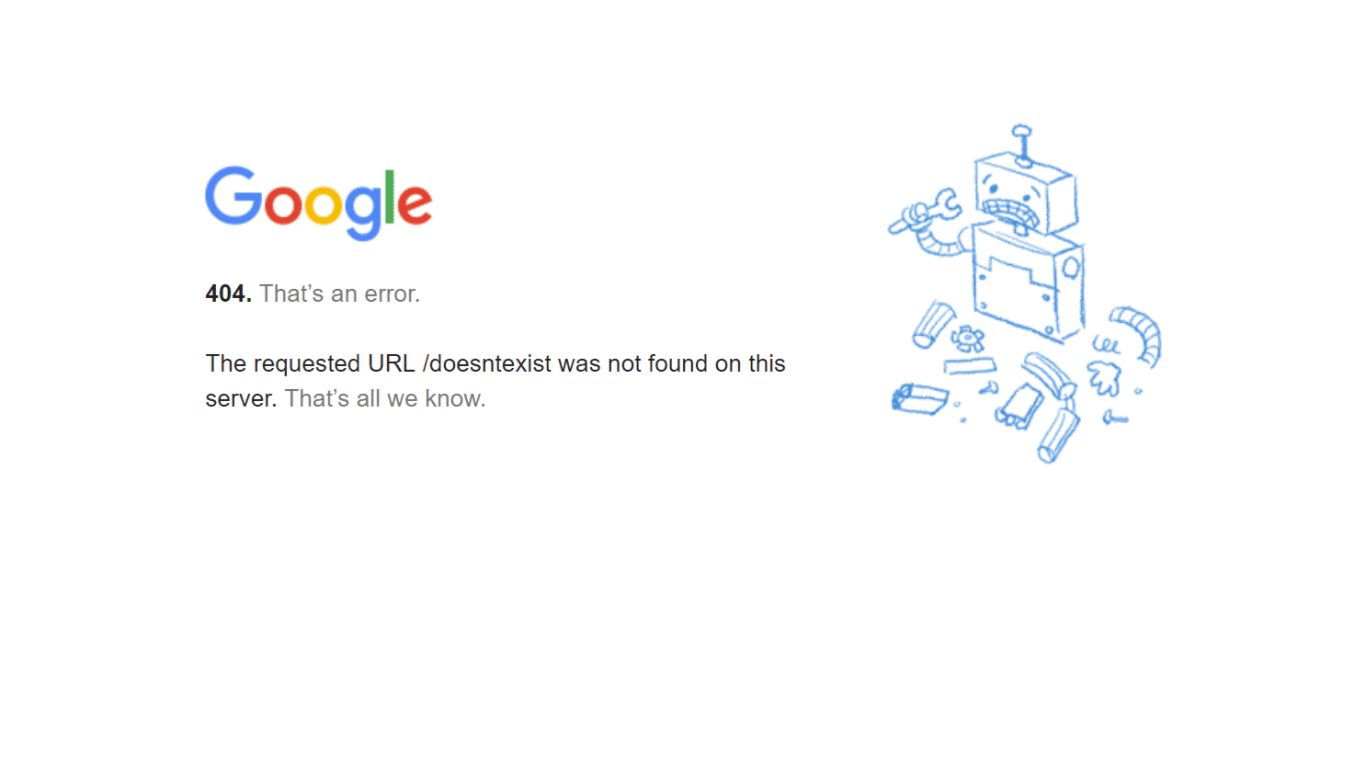 Google
404. That’s an error.
The requested URL /doesntexist was not found on this
server. That’s all we know.